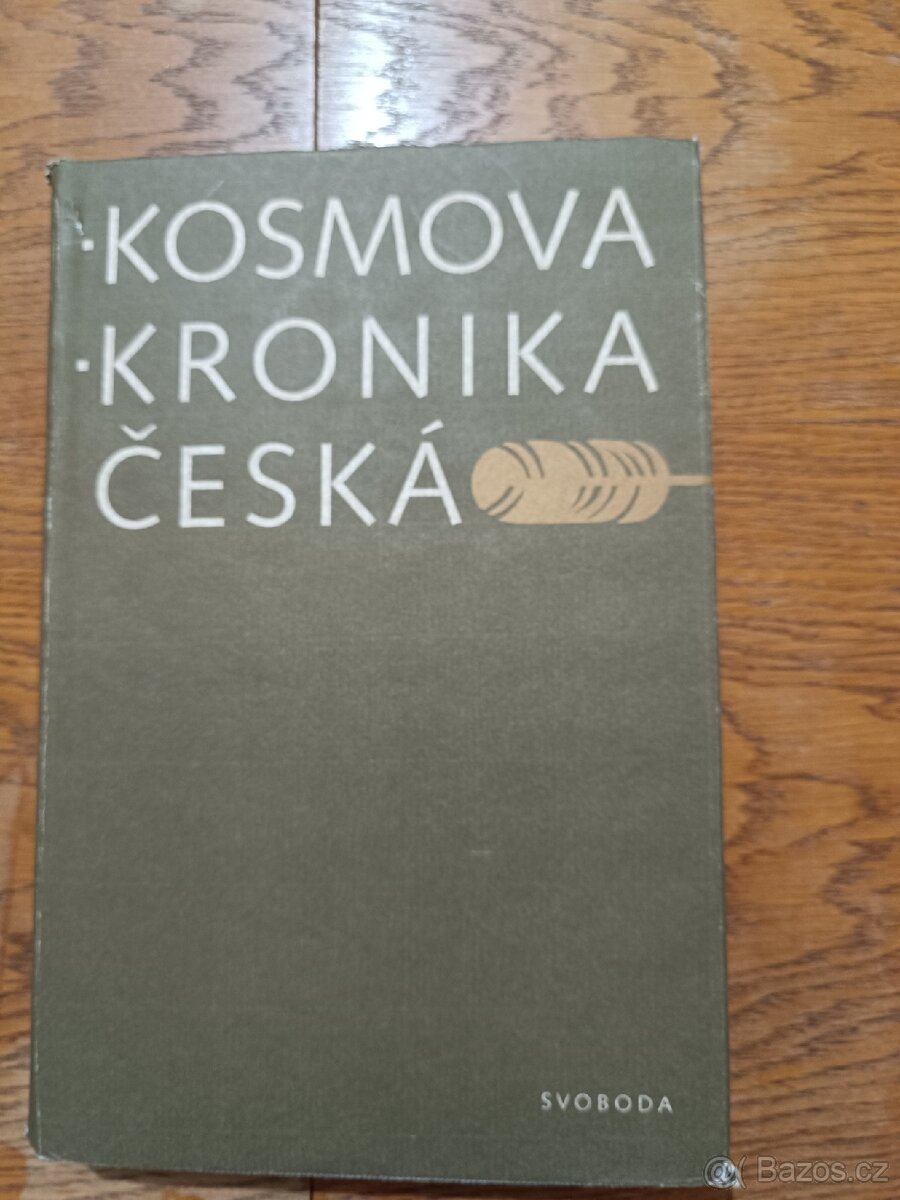 KOSMOVA
KRONIKA
ČESKÁ
SVOBODA
@ Bazos.cz